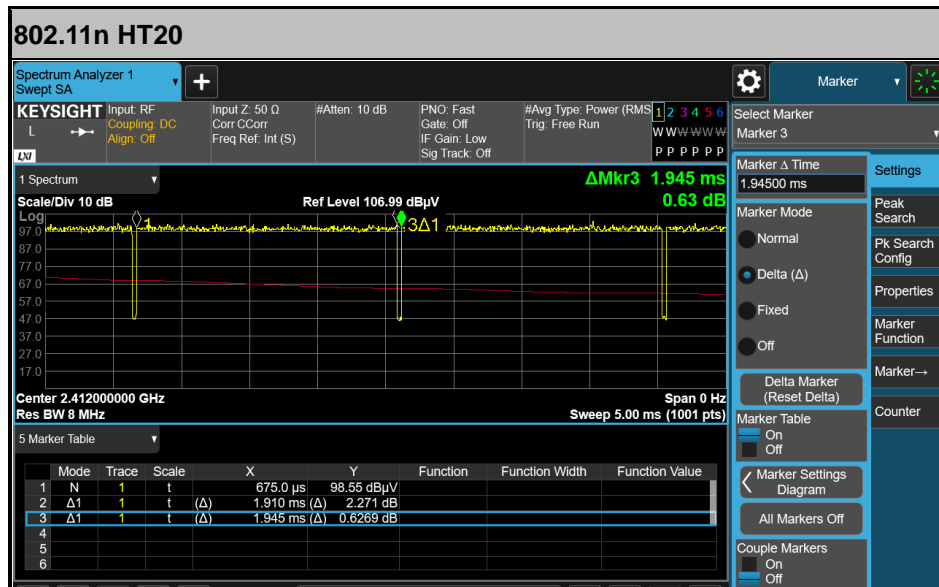 802.11n HT20
Spectrum Analyzer 1
Swept SA
▼
+
Marker
▼
KEYSIGHT
L
LXI
Input: RF
Coupling: DC
Align: Off
Input Z: 50 Ω
Corr CCorr
Freq Ref: Int (S)
#Atten: 10 dB
PNO: Fast
Gate: Off
IF Gain: Low
Sig Track: Off
#Avg Type: Power (RMS
Trig: Free Run
1 2 3 4 5 6
W W W W W W
P P P P P P
Select Marker
Marker 3
▼
1 Spectrum
▼
ΔMkr3 1.945 ms
0.63 dB
Scale/Div 10 dB
Ref Level 106.99 dBµV
Log
97.0
87.0
77.0
67.0
57.0
47.0
37.0
27.0
17.0
1
3Δ1
Center 2.412000000 GHz
Span 0 Hz
Res BW 8 MHz
Sweep 5.00 ms (1001 pts)
Marker Δ Time
1.94500 ms
Marker Mode
Normal
Delta (Δ)
Fixed
Off
Delta Marker
(Reset Delta)
Marker Table
On
Off
Marker Settings
Diagram
All Markers Off
Couple Markers
On
Off
Settings
Peak
Search
Pk Search
Config
Properties
Marker
Function
Marker→
Counter
5 Marker Table
▼
Mode Trace Scale X Y Function Function Width Function Value
1 N 1 t 675.0 µs 98.55 dBµV
2 Δ1 1 t (Δ) 1.910 ms (Δ) 2.271 dB
3 Δ1 1 t (Δ) 1.945 ms (Δ) 0.6269 dB
4
5
6